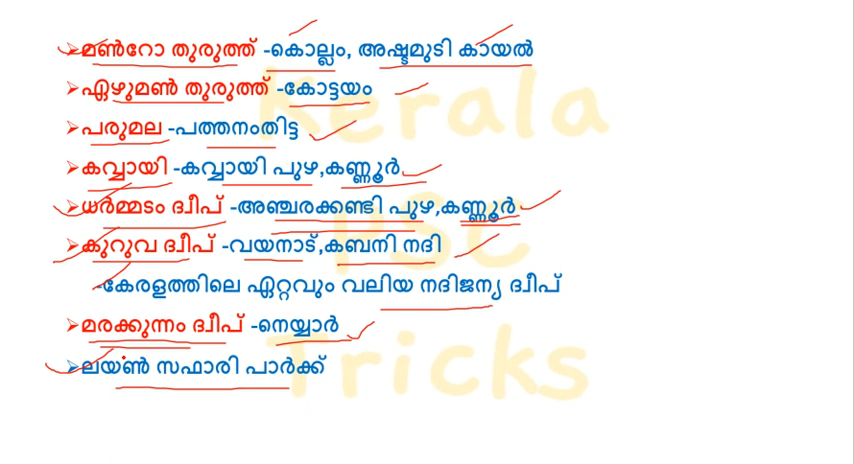 ➢മൺറോ തുരുത്ത് -കൊല്ലം, അഷ്ടമുടി കായൽ
➢ഏഴുമൺ തുരുത്ത് -കോട്ടയം
➢പരുമല -പത്തനംതിട്ട
➢കവ്വായി -കവ്വായി പുഴ,കണ്ണൂർ
➢ധർമ്മടം ദ്വീപ് -അഞ്ചരക്കണ്ടി പുഴ,കണ്ണൂർ
➢കുറുവ ദ്വീപ് -വയനാട്,കബനി നദി
-കേരളത്തിലെ ഏറ്റവും വലിയ നദിജന്യ ദ്വീപ്
➢മരക്കുന്നം ദ്വീപ് -നെയ്യാർ
➢ലയൺ സഫാരി പാർക്ക്
Kerala
PSC
Tricks